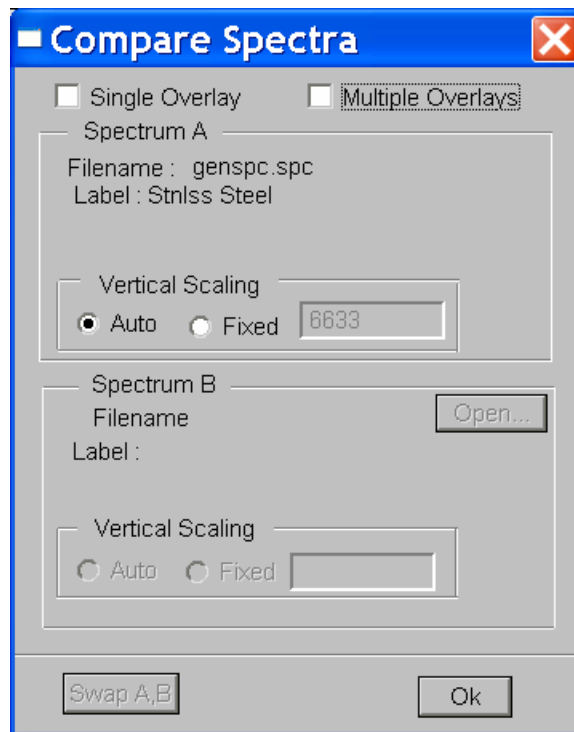 Compare Spectra
Single Overlay Multiple Overlays
Spectrum A
Filename : genspc.spc
Label : Stnlss Steel
Vertical Scaling
Auto Fixed 6633
Spectrum B
Filename Open...
Label :
Vertical Scaling
Auto Fixed
Swap A,B Ok